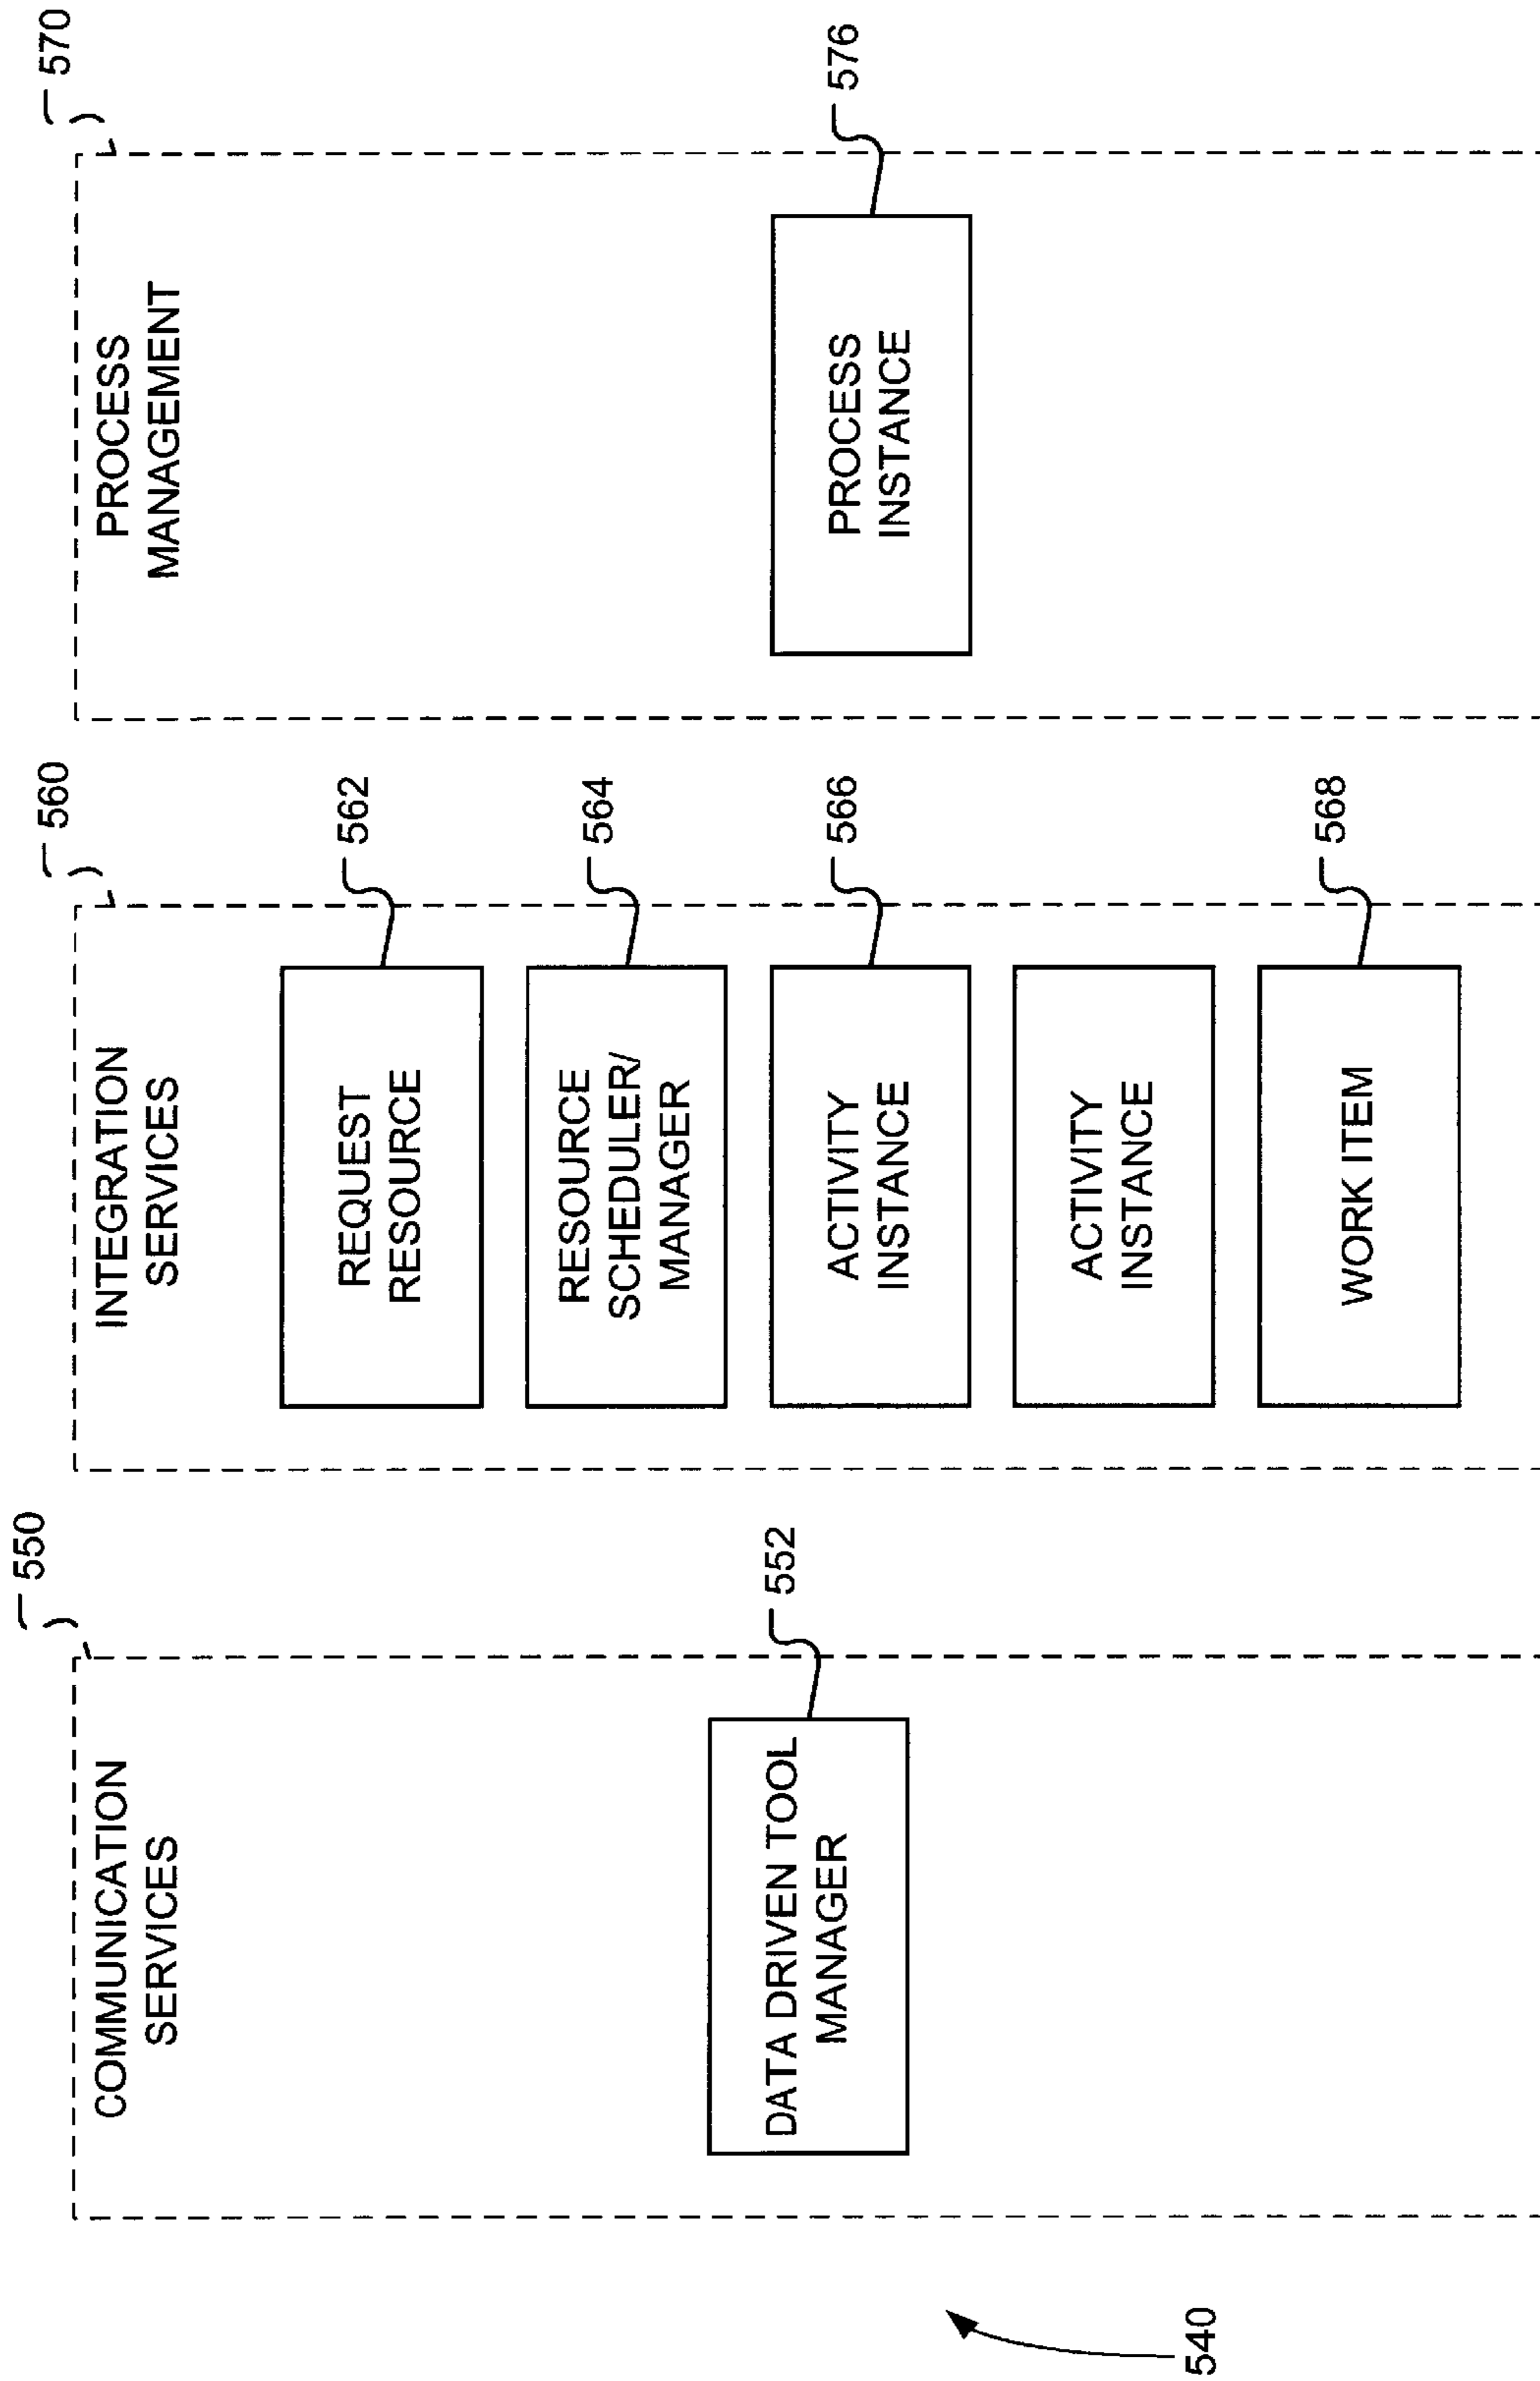 550
COMMUNICATION
SERVICES
DATA DRIVEN TOOL
MANAGER
552
560
INTEGRATION
SERVICES
REQUEST
RESOURCE
562
RESOURCE
SCHEDULER/
MANAGER
564
ACTIVITY
INSTANCE
566
ACTIVITY
INSTANCE
WORK ITEM
568
570
PROCESS
MANAGEMENT
PROCESS
INSTANCE
576
540